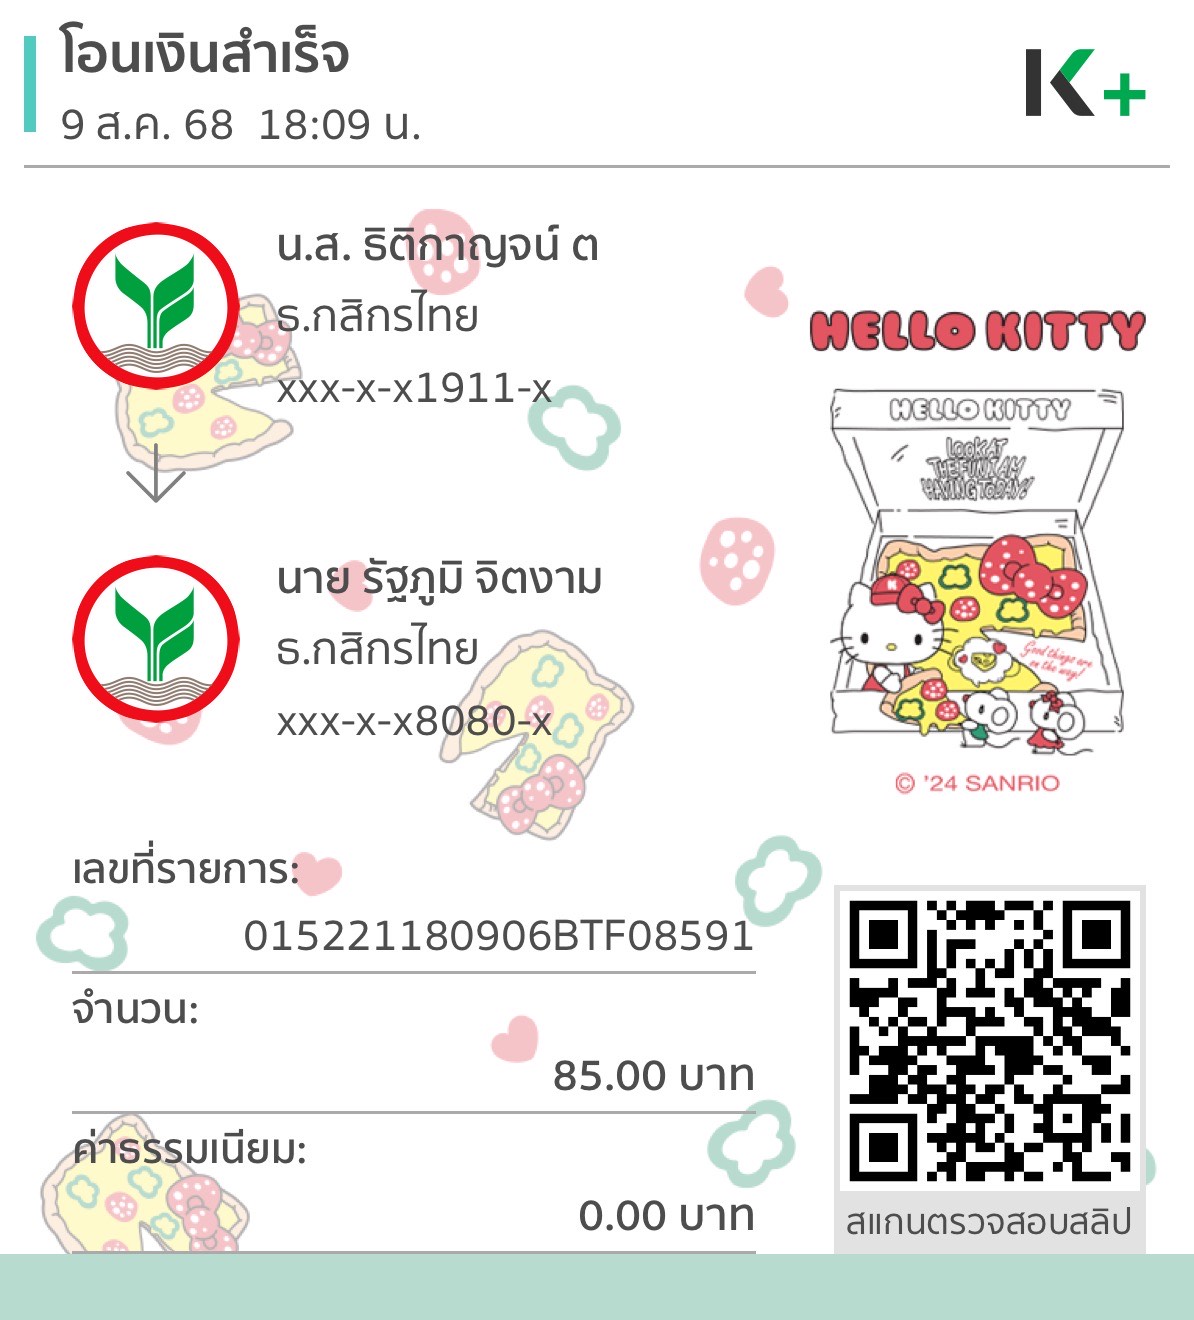 โอนเงินสำเร็จ
9 ส.ค. 68 18:09 น.
K+
น.ส. ธิติกาญจน์ ต
ธ.กสิกรไทย
xxx-x-x1911-x
HELLO KITTY
HELLO KITTY
LOOK AT
THE FUN I AM
HAVING TODAY!
นาย รัฐภูมิ จิตงาม
ธ.กสิกรไทย
xxx-x-x8080-x
Good things are
on the way!
© '24 SANRIO
เลขที่รายการ:
015221180906BTF08591
จำนวน:
85.00 บาท
ค่าธรรมเนียม:
0.00 บาท
สแกนตรวจสอบสลิป